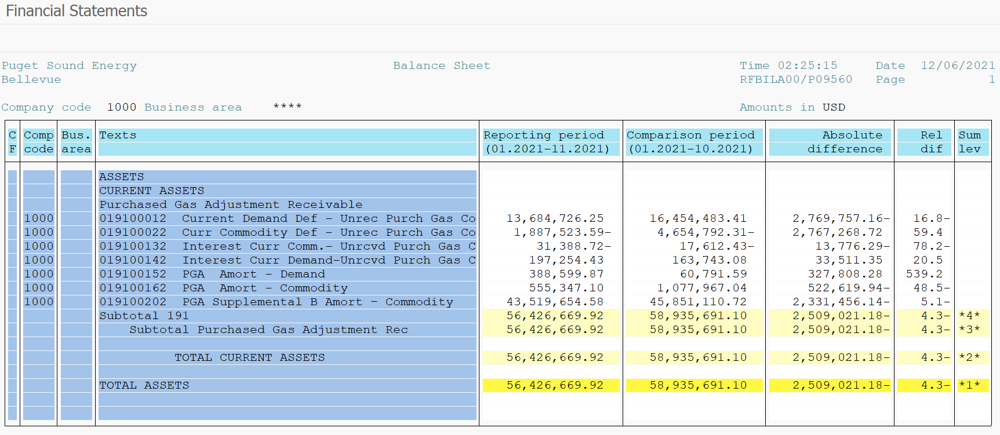 Financial Statements
Puget Sound Energy Balance Sheet Time 02:25:15 Date 12/06/2021
Bellevue RFBILA00/P09560 Page 1
Company code 1000 Business area **** Amounts in USD
C Comp Bus. Texts Reporting period Comparison period Absolute Rel Sum
F code area (01.2021-11.2021) (01.2021-10.2021) difference dif lev
ASSETS
CURRENT ASSETS
Purchased Gas Adjustment Receivable
1000 019100012 Current Demand Def - Unrec Purch Gas Co 13,684,726.25 16,454,483.41 2,769,757.16- 16.8-
1000 019100022 Curr Commodity Def - Unrec Purch Gas Co 1,887,523.59- 4,654,792.31- 2,767,268.72 59.4
1000 019100132 Interest Curr Comm.- Unrcvd Purch Gas C 31,388.72- 17,612.43- 13,776.29- 78.2-
1000 019100142 Interest Curr Demand-Unrcvd Purch Gas C 197,254.43 163,743.08 33,511.35 20.5
1000 019100152 PGA Amort - Demand 388,599.87 60,791.59 327,808.28 539.2
1000 019100162 PGA Amort - Commodity 555,347.10 1,077,967.04 522,619.94- 48.5-
1000 019100202 PGA Supplemental B Amort - Commodity 43,519,654.58 45,851,110.72 2,331,456.14- 5.1-
Subtotal 191 56,426,669.92 58,935,691.10 2,509,021.18- 4.3- *4*
Subtotal Purchased Gas Adjustment Rec 56,426,669.92 58,935,691.10 2,509,021.18- 4.3- *3*
TOTAL CURRENT ASSETS 56,426,669.92 58,935,691.10 2,509,021.18- 4.3- *2*
TOTAL ASSETS 56,426,669.92 58,935,691.10 2,509,021.18- 4.3- *1*